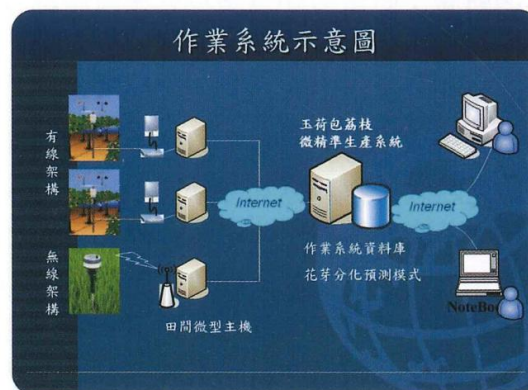 作業系統示意圖
有線架構
無線架構
Internet
田間微型主機
玉荷包荔枝
微精準生產系統
作業系統資料庫
花芽分化預測模式
Internet
NoteBoo